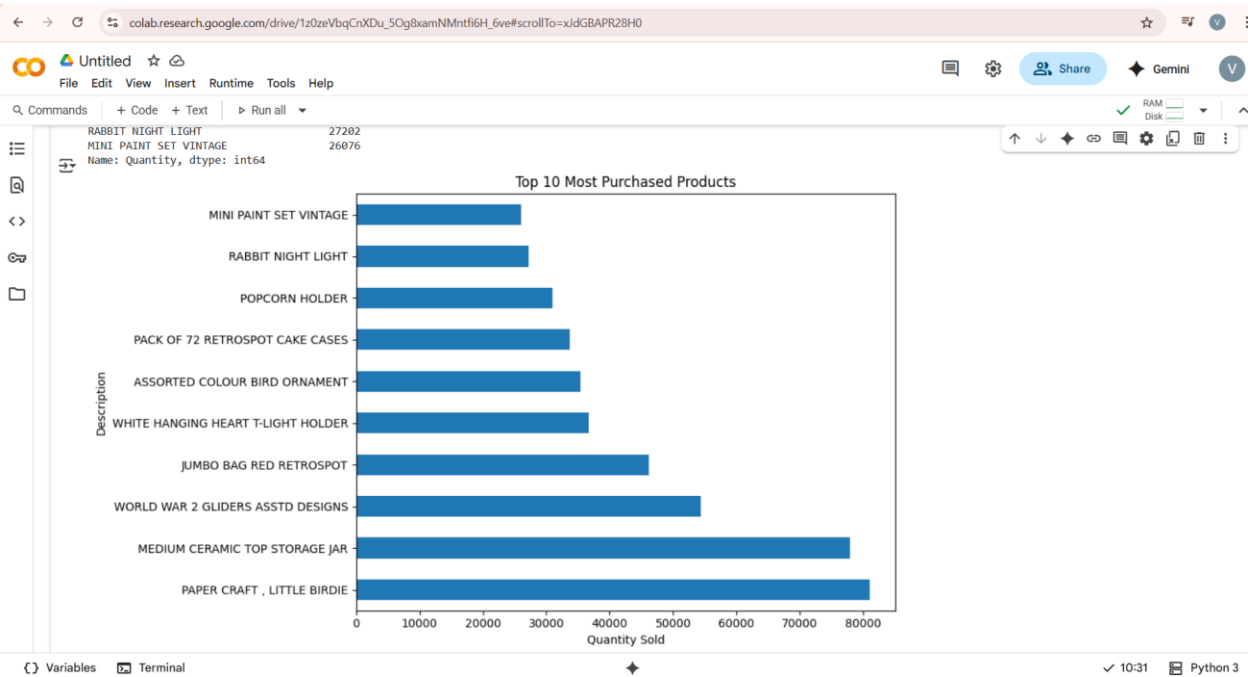 colab.research.google.com/drive/1z0zeVbqCnXDu_5Og8xamNMntfi6H_6ve#scrollTo=xJdGBAPR28H0
V
CO Untitled
File Edit View Insert Runtime Tools Help
Share
Gemini
V
Commands + Code + Text Run all
RAM
Disk
RABBIT NIGHT LIGHT 27202
MINI PAINT SET VINTAGE 26076
Name: Quantity, dtype: int64
Top 10 Most Purchased Products
MINI PAINT SET VINTAGE
RABBIT NIGHT LIGHT
POPCORN HOLDER
PACK OF 72 RETROSPOT CAKE CASES
ASSORTED COLOUR BIRD ORNAMENT
WHITE HANGING HEART T-LIGHT HOLDER
JUMBO BAG RED RETROSPOT
WORLD WAR 2 GLIDERS ASSTD DESIGNS
MEDIUM CERAMIC TOP STORAGE JAR
PAPER CRAFT , LITTLE BIRDIE
Description
0 10000 20000 30000 40000 50000 60000 70000 80000
Quantity Sold
{} Variables Terminal
10:31 Python 3